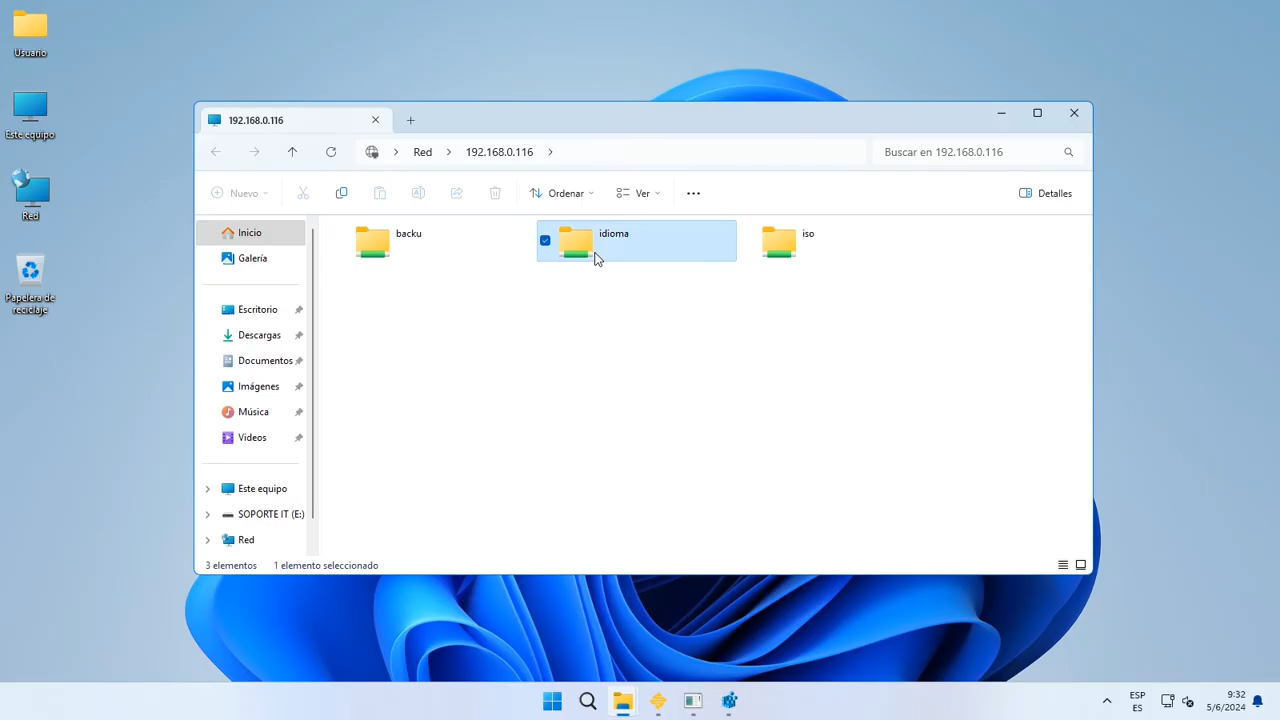 Usuario
Este equipo
Red
Papelera de
reciclaje
192.168.0.116
Red
192.168.0.116
Buscar en 192.168.0.116
Nuevo
Ordenar
Ver
Detalles
Inicio
Galería
Escritorio
Descargas
Documentos
Imágenes
Música
Videos
Este equipo
SOPORTE IT (E:)
Red
backu
idioma
iso
3 elementos
1 elemento seleccionado
ESP
ES
9:32
5/6/2024